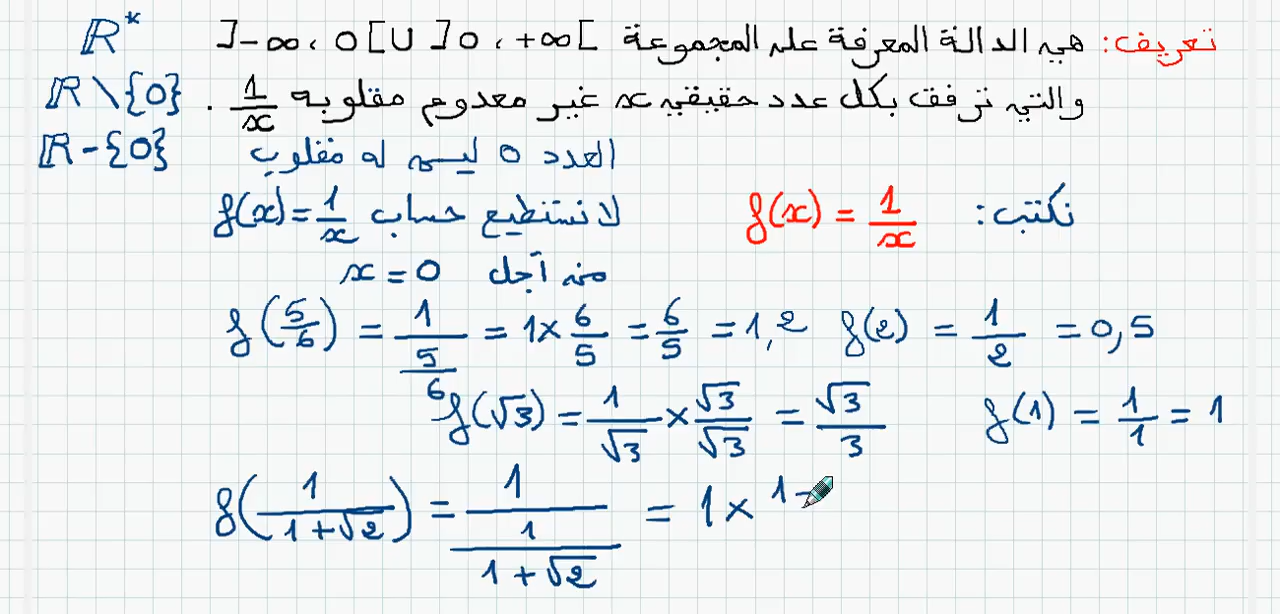 تعريف: هي الدالة المعرفة على المجموعة ]-∞، 0[ U ]0، +∞[ ℝ*
والتي ترفق بكل عدد حقيقي x غير معدوم مقلوبه 1/x . ℝ\{0}
العدد 0 ليس له مقلوب ℝ-{0}
نكتب: f(x) = 1/x لا نستطيع حساب f(x) = 1/x
من آجل x = 0
f(5/6) = 1/(5/6) = 1 × 6/5 = 6/5 = 1,2 f(2) = 1/2 = 0,5
f(√3) = 1/√3 × √3/√3 = √3/3 f(1) = 1/1 = 1
f(1/(1+√2)) = 1/(1/(1+√2)) = 1 × 1-